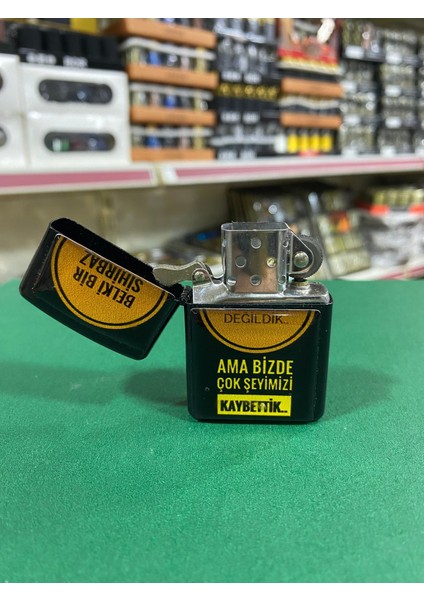 BELKİ BİR
SİHİRBAZ
DEĞİLDİK..
AMA BİZDE
ÇOK ŞEYİMİZİ
KAYBETTİK...